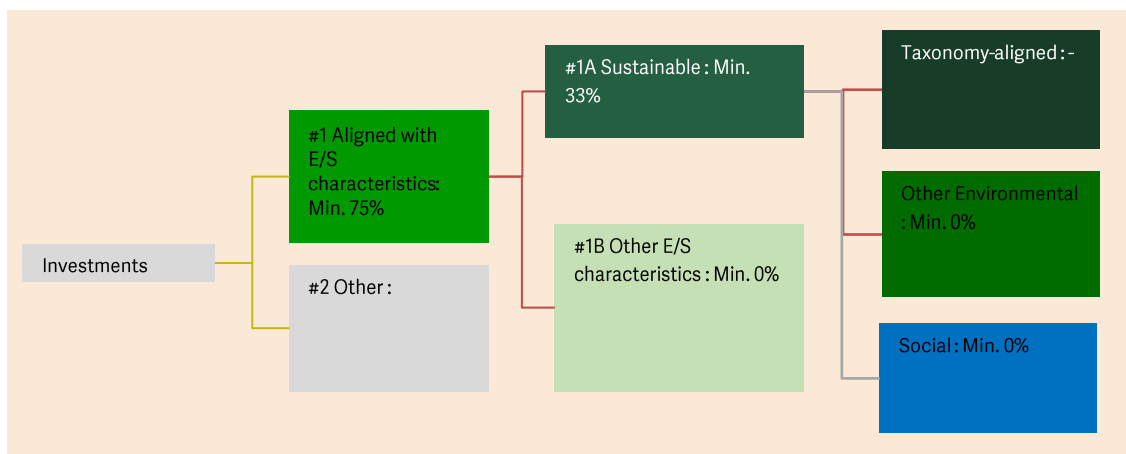 Investments
#1 Aligned with
E/S
characteristics:
Min. 75%
#2 Other :
#1A Sustainable : Min.
33%
#1B Other E/S
characteristics : Min. 0%
Taxonomy-aligned : -
Other Environmental
: Min. 0%
Social : Min. 0%